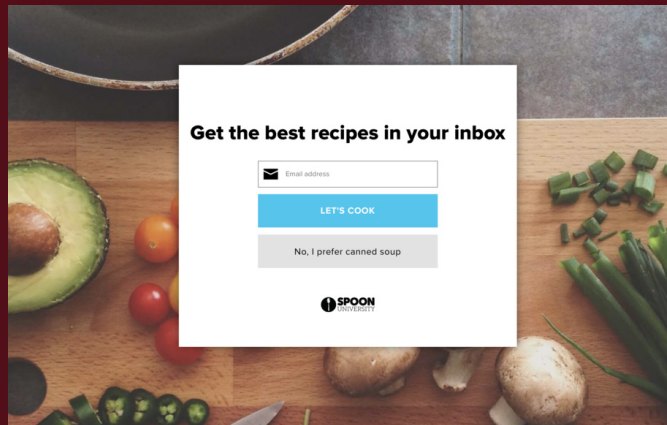 Get the best recipes in your inbox
Email address
LET'S COOK
No, I prefer canned soup
SPOON
UNIVERSITY